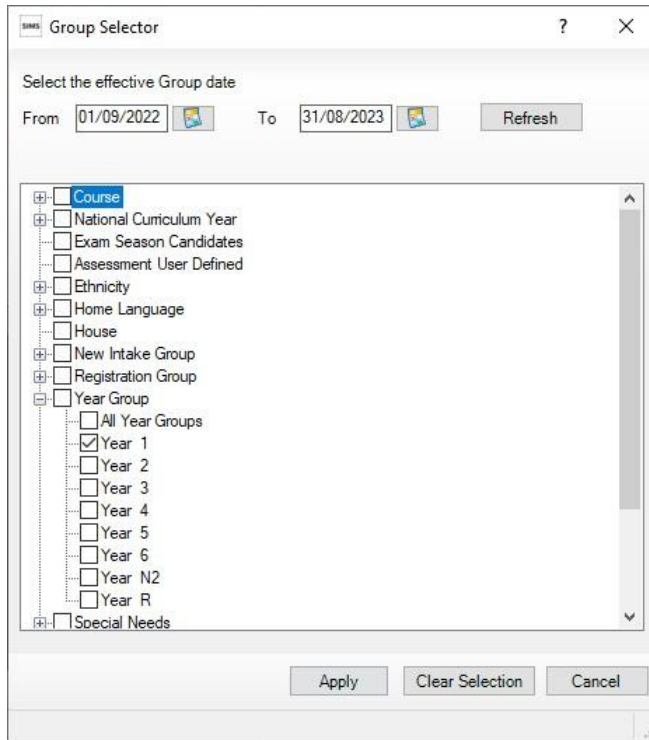 SIMS Group Selector ? X
Select the effective Group date
From 01/09/2022 To 31/08/2023 Refresh
Course
National Curriculum Year
Exam Season Candidates
Assessment User Defined
Ethnicity
Home Language
House
New Intake Group
Registration Group
Year Group
All Year Groups
Year 1
Year 2
Year 3
Year 4
Year 5
Year 6
Year N2
Year R
Special Needs
Apply Clear Selection Cancel